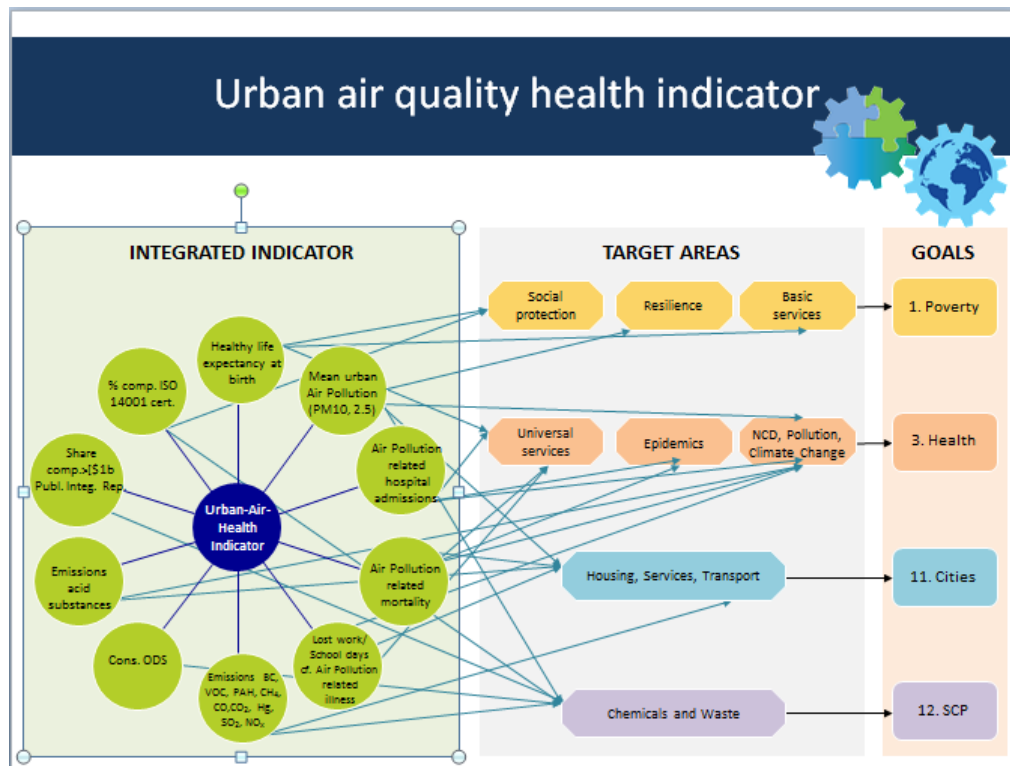 Urban air quality health indicator
INTEGRATED INDICATOR
TARGET AREAS
GOALS
Healthy life
expectancy at
birth
Mean urban
Air Pollution
(PM10, 2.5)
% comp. ISO
14001 cert.
Share
comp.>[$1b
Publ. Integ. Rep
Air Pollution
related
hospital
admissions
Urban-Air-
Health
Indicator
Emissions
acid
substances
Air Pollution
related
mortality
Cons. ODS
Emissions BC,
VOC, PAH, CH₄,
CO,CO₂, Hg,
SO₂, NOₓ
Lost work/
School days
cf. Air Pollution
related
illness
Social
protection
Resilience
Basic
services
1. Poverty
Universal
services
Epidemics
NCD, Pollution,
Climate Change
3. Health
Housing, Services, Transport
11. Cities
Chemicals and Waste
12. SCP